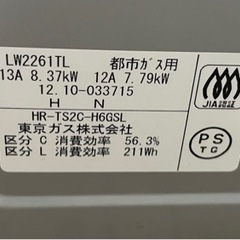 LW2261TL 都市ガス用
13A 8.37kW 12A 7.79kW
12.10-033715
H N
HR-TS2C-H6GSL
東京ガス株式会社
区分 C 消費効率 56.3%
区分 L 消費電力 211Wh
JIA認証
PS
TG